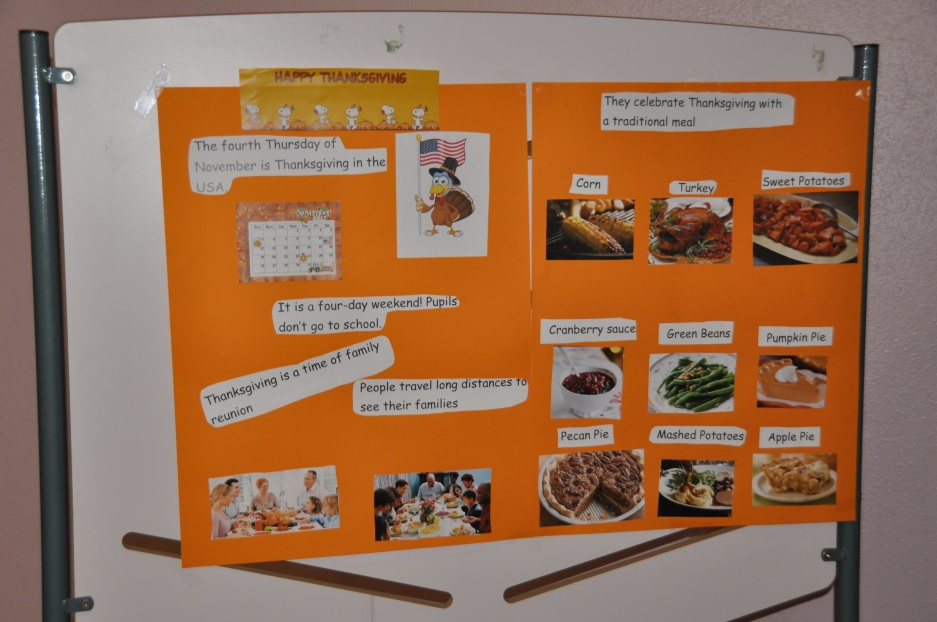 HAPPY THANKSGIVING
The fourth Thursday of
November is Thanksgiving in the
USA.
November
It is a four-day weekend! Pupils
don't go to school.
Thanksgiving is a time of family
reunion
People travel long distances to
see their families
They celebrate Thanksgiving with
a traditional meal
Corn
Turkey
Sweet Potatoes
Cranberry sauce
Green Beans
Pumpkin Pie
Pecan Pie
Mashed Potatoes
Apple Pie